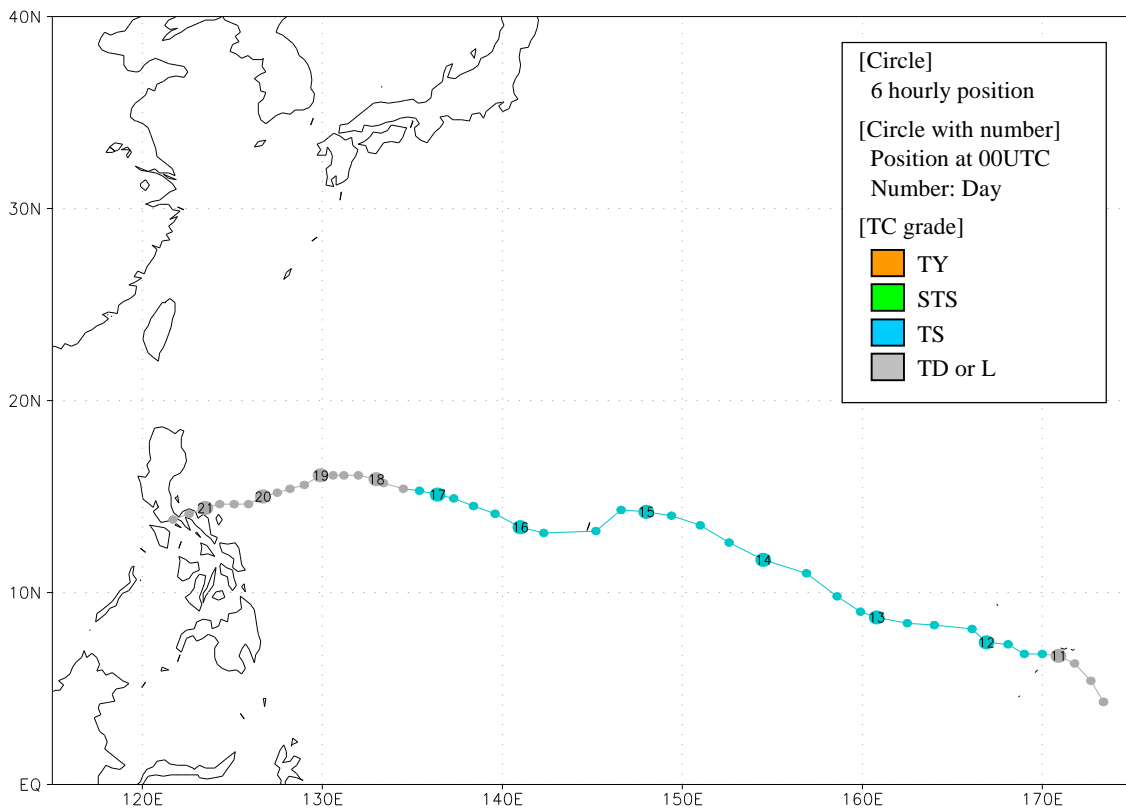 40N
[Circle]
6 hourly position
[Circle with number]
Position at 00UTC
Number: Day
[TC grade]
TY
STS
TS
TD or L
30N
20N
10N
EQ
21
20
19
18
17
16
15
14
13
12
11
120E
130E
140E
150E
160E
170E